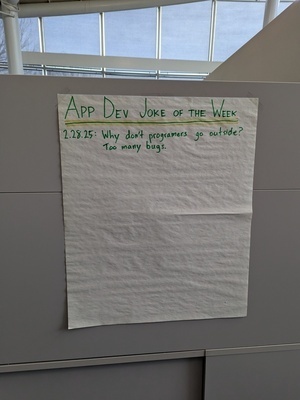 App Dev Joke of the Week
2.28.25: Why don't programers go outside?
Too many bugs.